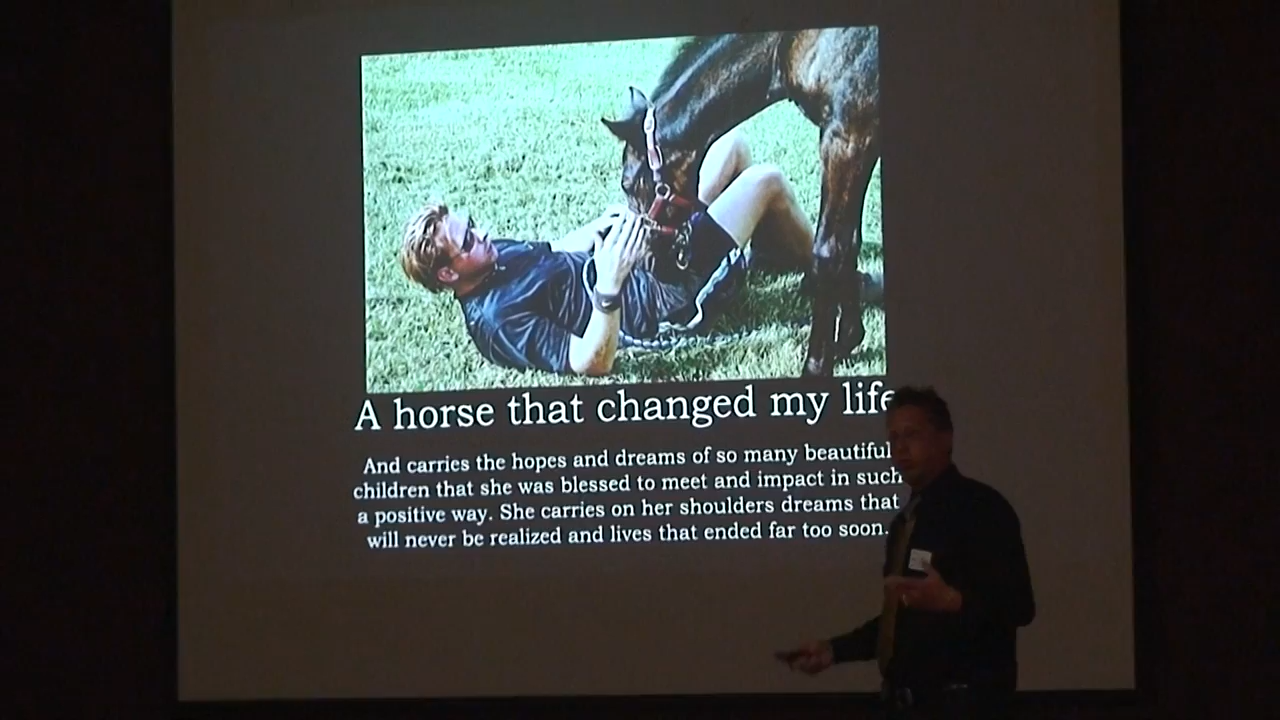 A horse that changed my life
And carries the hopes and dreams of so many beautiful
children that she was blessed to meet and impact in such
a positive way. She carries on her shoulders dreams that
will never be realized and lives that ended far too soon.